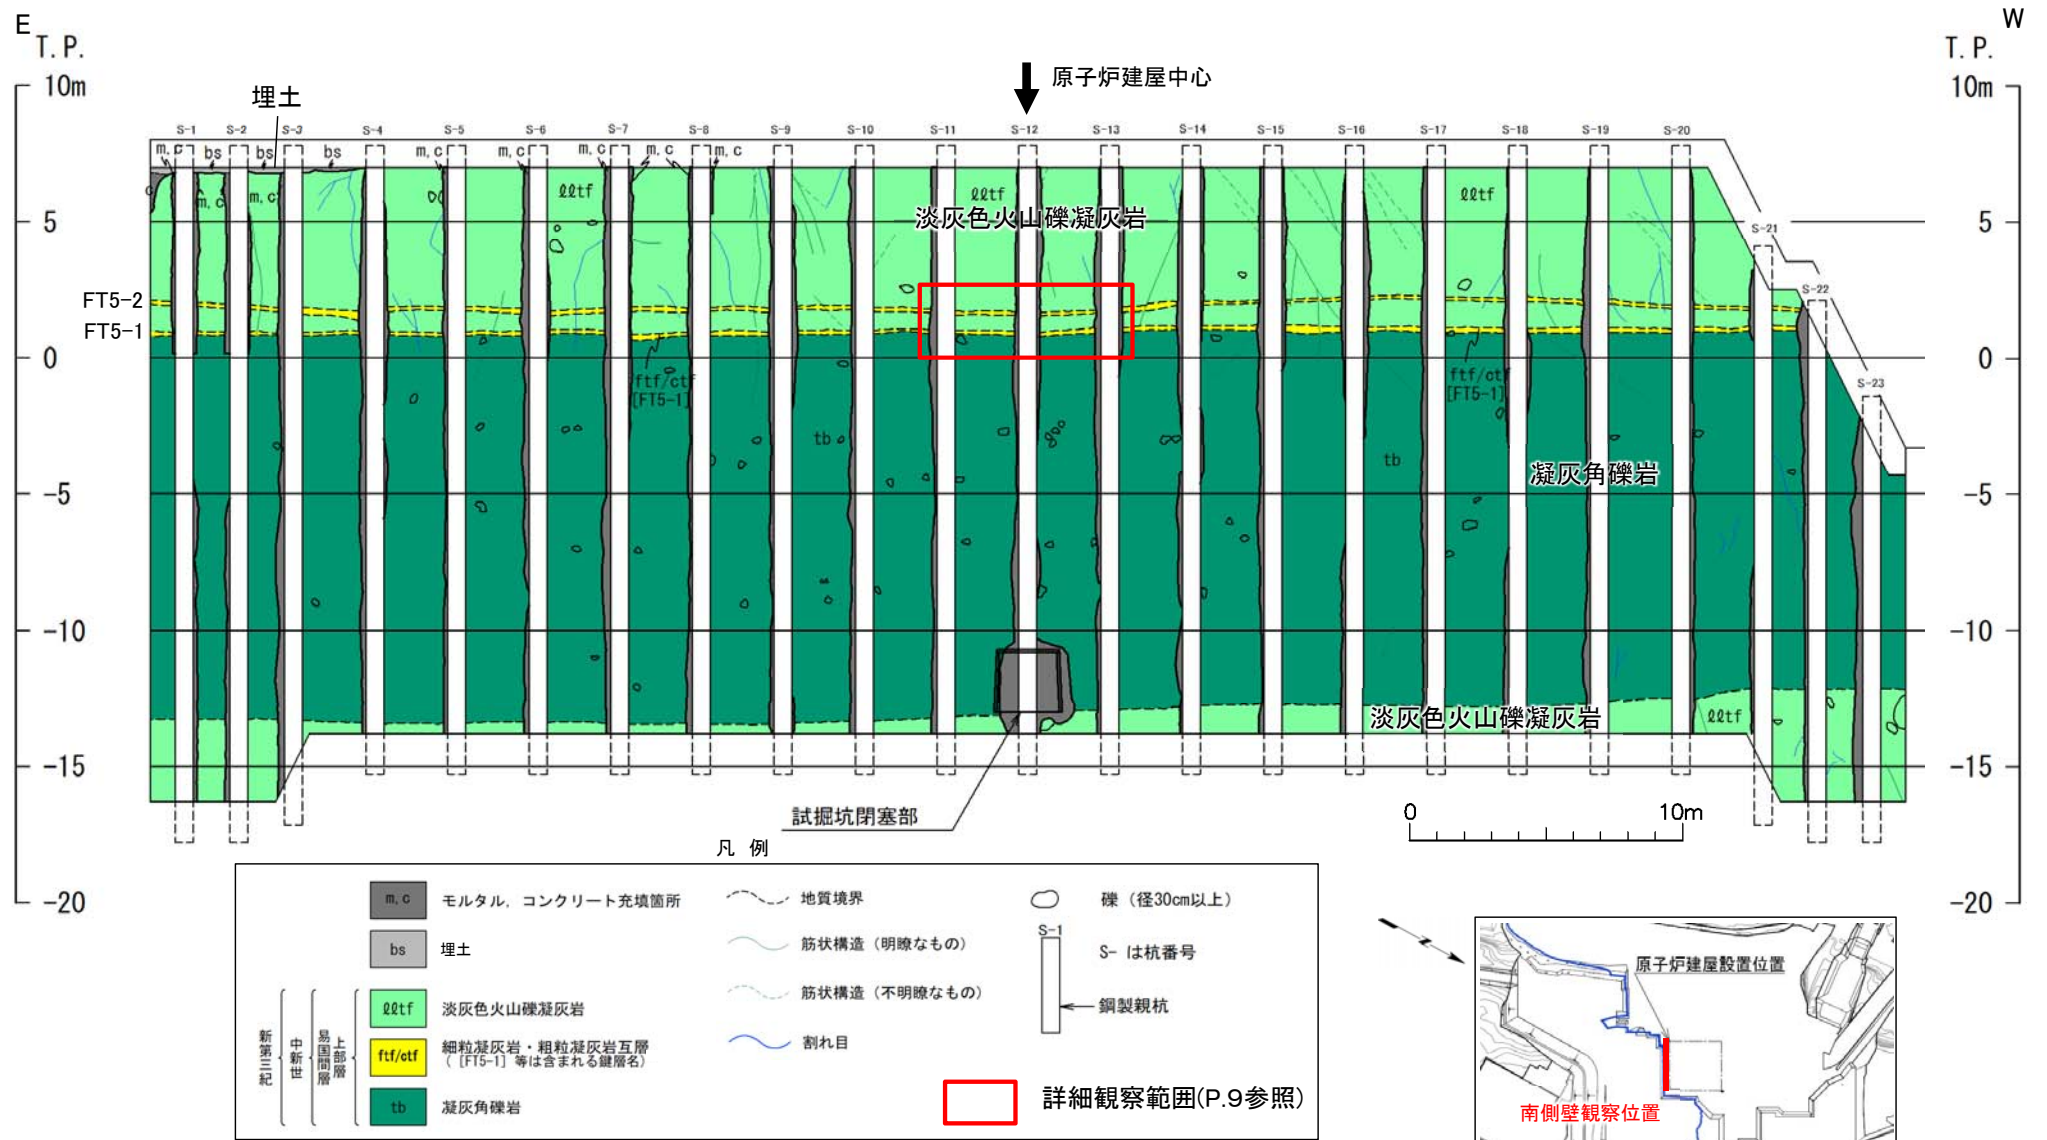 E
W
T.P.
T.P.
原子炉建屋中心
10m
10m
埋土
S-1 S-2 S-3 S-4 S-5 S-6 S-7 S-8 S-9 S-10 S-11 S-12 S-13 S-14 S-15 S-16 S-17 S-18 S-19 S-20
m,c bs bs bs m,c m,c m,c m,c m,c
c
m,c m,c
ℓℓtf ℓℓtf ℓℓtf
淡灰色火山礫凝灰岩
5
5
S-21
S-22
FT5-2
FT5-1
0
0
ftf/ctf
[FT5-1]
ftf/ctf
[FT5-1]
S-23
tb
tb
凝灰角礫岩
-5
-5
-10
-10
淡灰色火山礫凝灰岩
ℓℓtf
-15
-15
試掘坑閉塞部
0 10m
-20
-20
凡 例
m,c モルタル,コンクリート充填箇所
bs 埋土
新第三紀
中新世
易国間層
上部層
ℓℓtf 淡灰色火山礫凝灰岩
ftf/ctf 細粒凝灰岩・粗粒凝灰岩互層
([FT5-1]等は含まれる鍵層名)
tb 凝灰角礫岩
地質境界
筋状構造(明瞭なもの)
筋状構造(不明瞭なもの)
割れ目
礫(径30cm以上)
S-1
S- は杭番号
鋼製親杭
詳細観察範囲(P.9参照)
原子炉建屋設置位置
南側壁観察位置